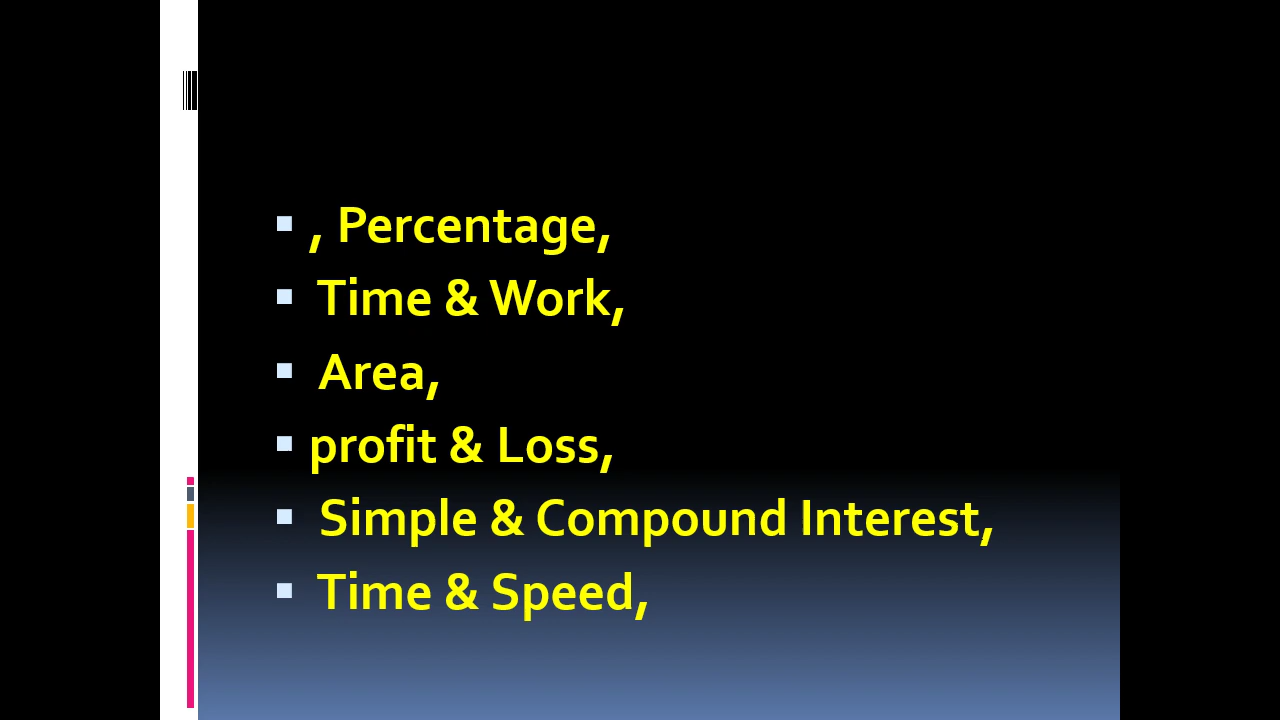 , Percentage,
Time & Work,
Area,
profit & Loss,
Simple & Compound Interest,
Time & Speed,